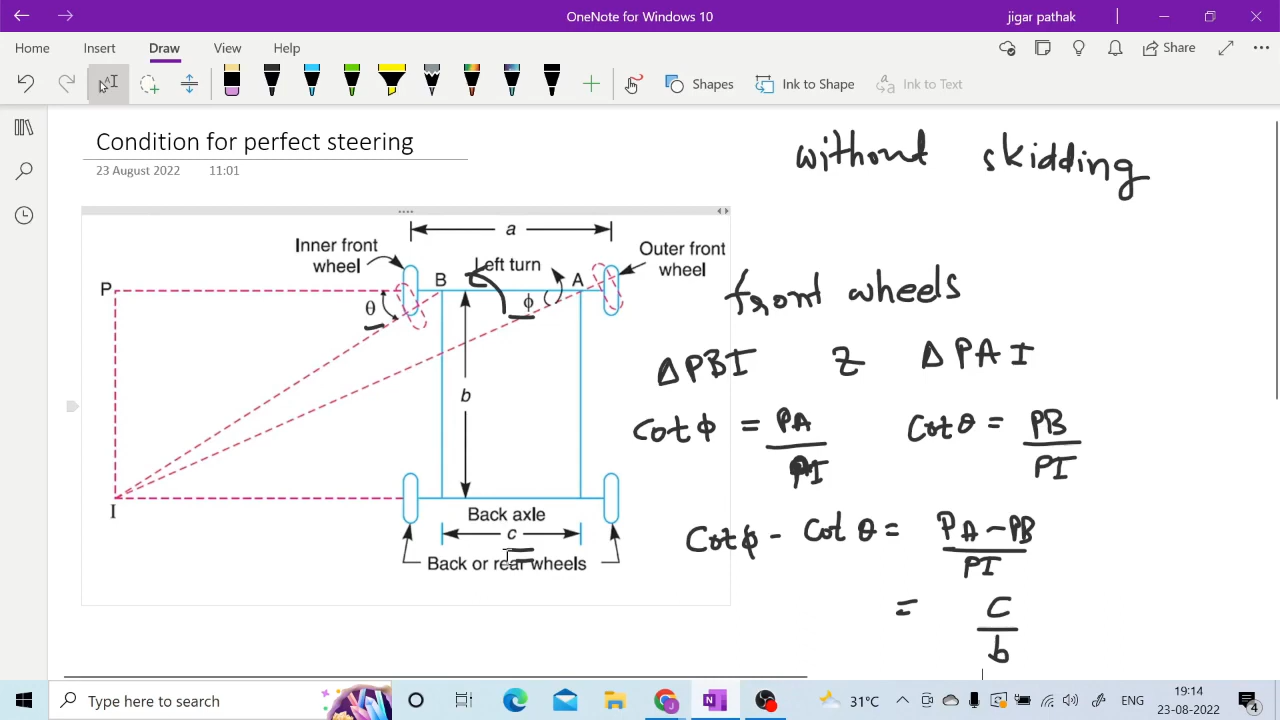 OneNote for Windows 10
jigar pathak
Home Insert Draw View Help
Share
Shapes
Ink to Shape
Ink to Text
Condition for perfect steering
23 August 2022 11:01
without skidding
a
Inner front
wheel
Left turn
Outer front
wheel
P
B
A
θ
ϕ
b
I
Back axle
c
Back or rear wheels
front wheels
Δ PBI z Δ PAI
Cot ϕ = PA / PI
Cot θ = PB / PI
Cot ϕ - Cot θ = PA - PB / PI
= C / b
Type here to search
31°C
ENG
19:14
23-08-2022
4